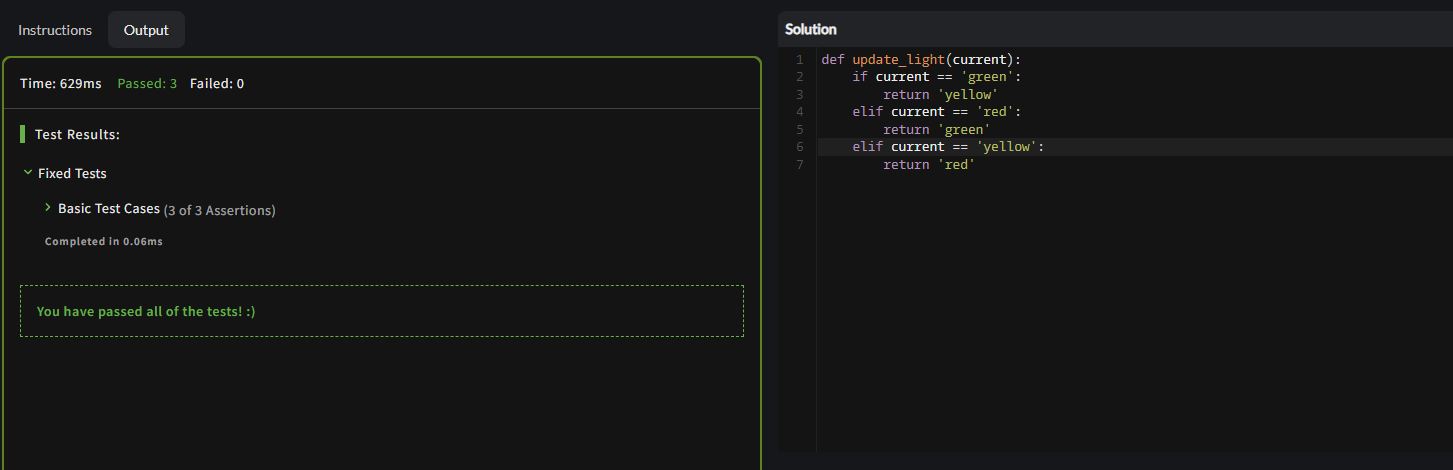 Instructions
Output
Time: 629ms Passed: 3 Failed: 0
Test Results:
Fixed Tests
Basic Test Cases (3 of 3 Assertions)
Completed in 0.06ms
You have passed all of the tests! :)
Solution
1 def update_light(current):
2     if current == 'green':
3         return 'yellow'
4     elif current == 'red':
5         return 'green'
6     elif current == 'yellow':
7         return 'red'